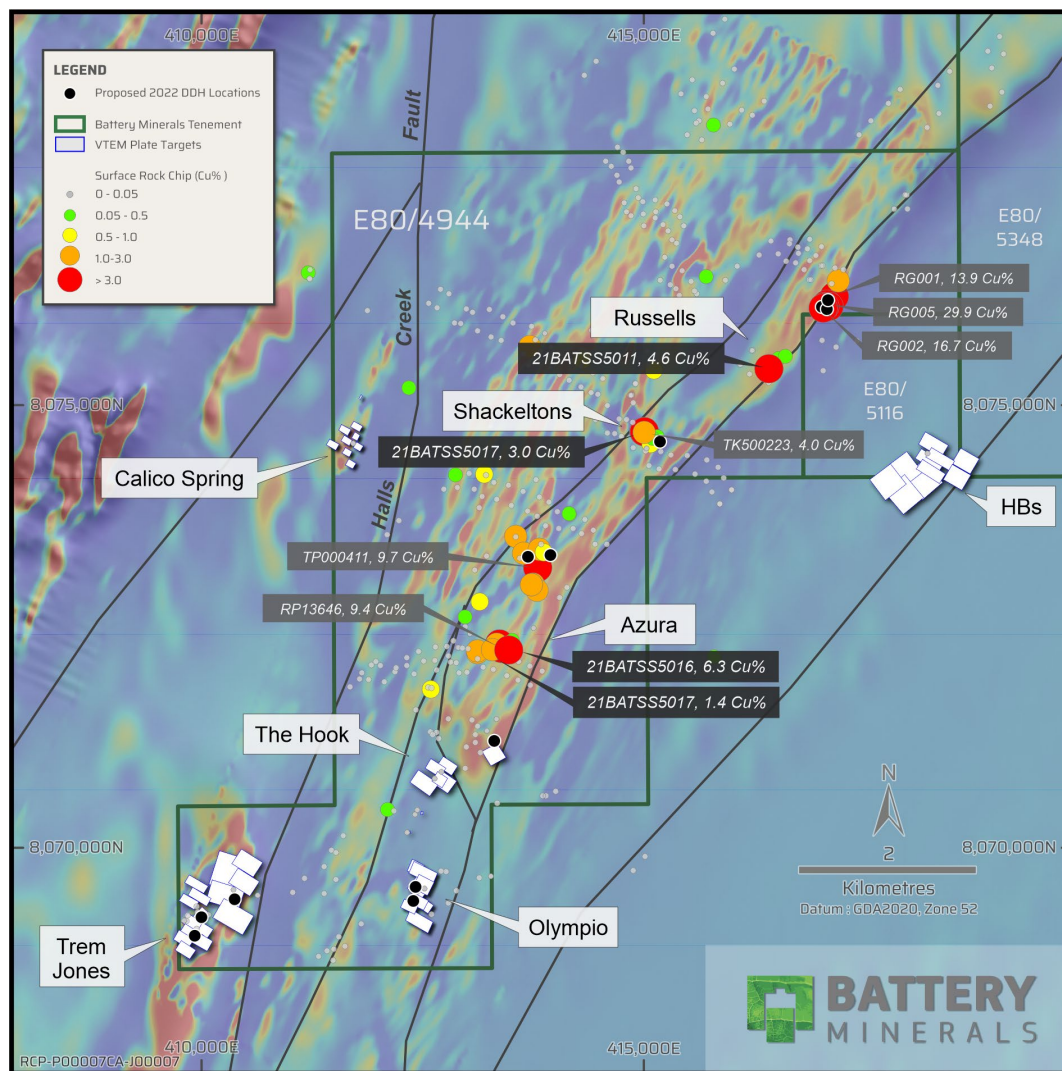 410,000E
415,000E
LEGEND
Proposed 2022 DDH Locations
Battery Minerals Tenement
VTEM Plate Targets
Surface Rock Chip (Cu% )
0 - 0.05
0.05 - 0.5
0.5 - 1.0
1.0-3.0
> 3.0
Fault
E80/4944
E80/
5348
RG001, 13.9 Cu%
RG005, 29.9 Cu%
RG002, 16.7 Cu%
Russells
21BATSS5011, 4.6 Cu%
Creek
E80/
5116
8,075,000N
8,075,000N
Shackeltons
TK500223, 4.0 Cu%
21BATSS5017, 3.0 Cu%
Calico Spring
Halls
HBs
TP000411, 9.7 Cu%
RP13646, 9.4 Cu%
Azura
21BATSS5016, 6.3 Cu%
21BATSS5017, 1.4 Cu%
The Hook
N
8,070,000N
8,070,000N
2
Kilometres
Datum : GDA2020, Zone 52
Olympio
Trem
Jones
BATTERY
MINERALS
410,000E
415,000E
RCP-P00007CA-J00007